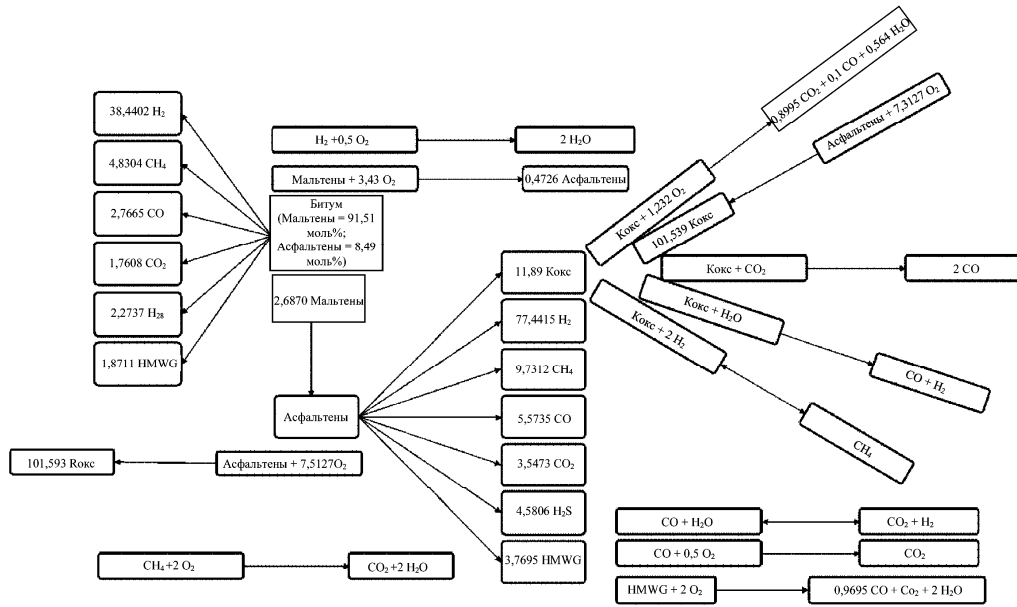 38,4402 H₂
4,8304 CH₄
2,7665 CO
1,7608 CO₂
2,2737 H₂₈
1,8711 HMWG
H₂ +0,5 O₂
2 H₂O
Мальтены + 3,43 O₂
0,4726 Асфальтены
Битум
(Мальтены = 91,51
моль%;
Асфальтены = 8,49
моль%)
2,6870 Мальтены
Асфальтены
101,593 Rокс
Асфальтены + 7,5127O₂
CH₄ +2 O₂
CO₂ +2 H₂O
11,89 Кокс
77,4415 H₂
9,7312 CH₄
5,5735 CO
3,5473 CO₂
4,5806 H₂S
3,7695 HMWG
Кокс + 1,232 O₂
0,8995 CO₂ + 0,1 CO + 0,564 H₂O
Асфальтены + 7,3127 O₂
101,539 Кокс
Кокс + CO₂
2 CO
Кокс + H₂O
CO + H₂
Кокс + 2 H₂
CH₄
CO + H₂O
CO₂ + H₂
CO + 0,5 O₂
CO₂
HMWG + 2 O₂
0,9695 CO + Co₂ + 2 H₂O